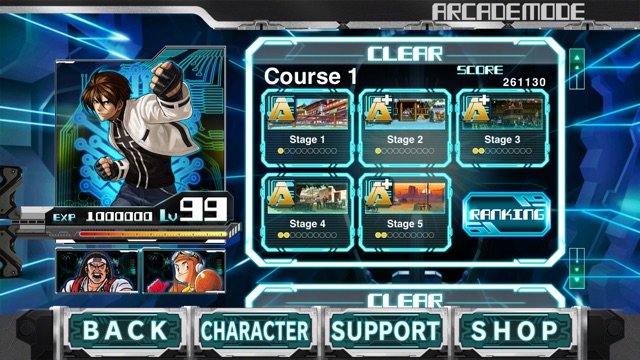 ARCADEMODE
CLEAR
Course 1
SCORE
261130
A
Stage 1
A+
Stage 2
A+
Stage 3
A
Stage 4
A+
Stage 5
RANKING
EXP 1000000 Lv 99
CLEAR
BACK
CHARACTER
SUPPORT
SHOP